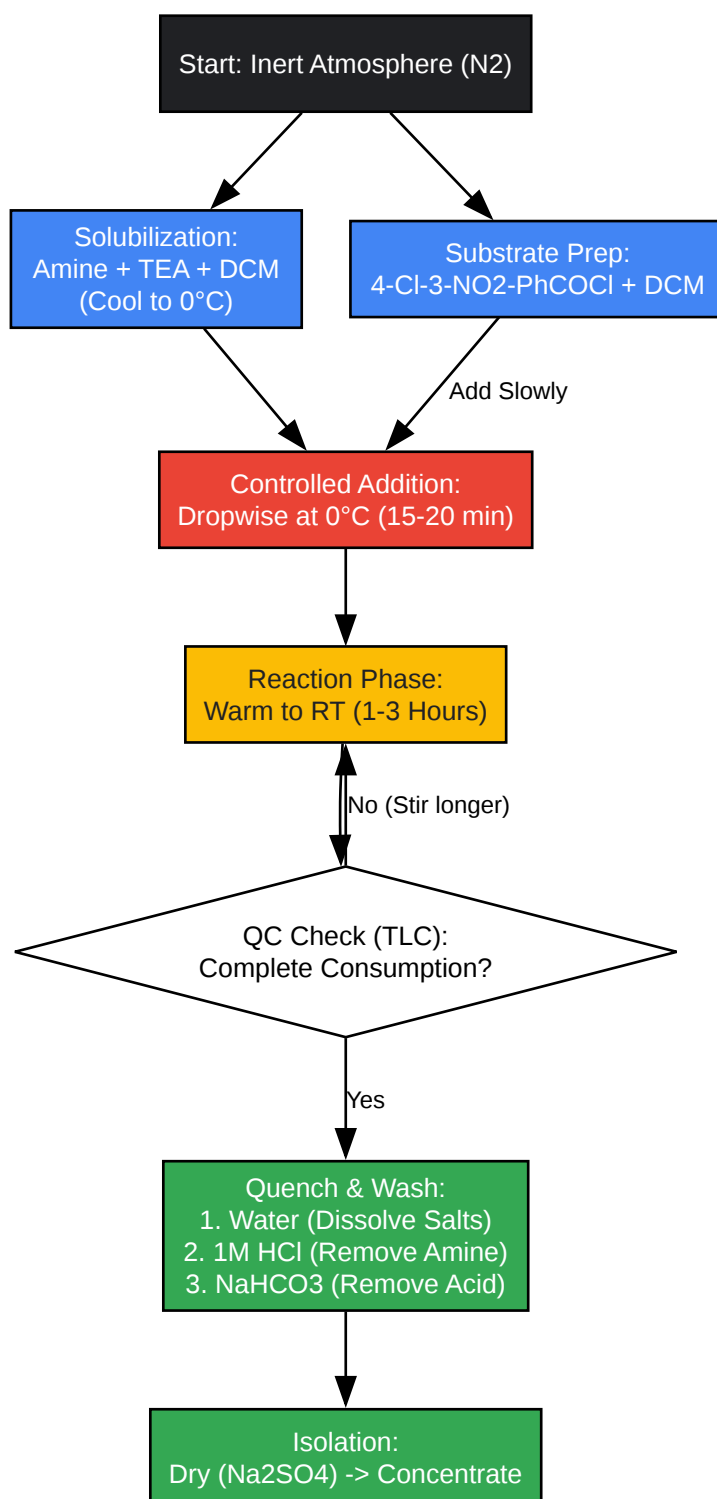 Start: Inert Atmosphere (N2)
Solubilization:
Amine + TEA + DCM
(Cool to 0°C)
Substrate Prep:
4-Cl-3-NO2-PhCOCl + DCM
Add Slowly
Controlled Addition:
Dropwise at 0°C (15-20 min)
Reaction Phase:
Warm to RT (1-3 Hours)
No (Stir longer)
QC Check (TLC):
Complete Consumption?
Yes
Quench & Wash:
1. Water (Dissolve Salts)
2. 1M HCl (Remove Amine)
3. NaHCO3 (Remove Acid)
Isolation:
Dry (Na2SO4) -> Concentrate